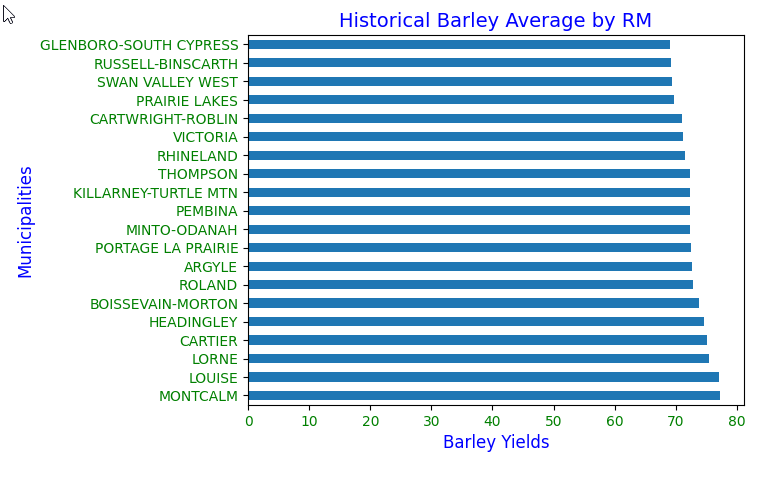 Historical Barley Average by RM
GLENBORO-SOUTH CYPRESS
RUSSELL-BINSCARTH
SWAN VALLEY WEST
PRAIRIE LAKES
CARTWRIGHT-ROBLIN
VICTORIA
RHINELAND
THOMPSON
KILLARNEY-TURTLE MTN
PEMBINA
MINTO-ODANAH
PORTAGE LA PRAIRIE
ARGYLE
ROLAND
BOISSEVAIN-MORTON
HEADINGLEY
CARTIER
LORNE
LOUISE
MONTCALM
Municipalities
0 10 20 30 40 50 60 70 80
Barley Yields